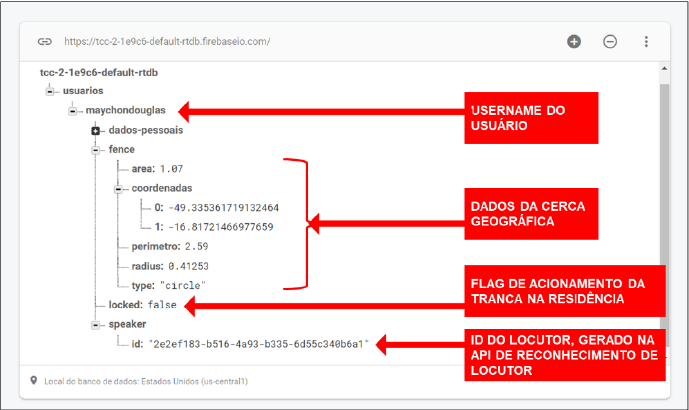 https://tcc-2-1e9c6-default-rtdb.firebaseio.com/
tcc-2-1e9c6-default-rtdb
usuarios
maychondouglas
USERNAME DO
USUÁRIO
dados-pessoais
fence
area: 1.07
coordenadas
0: -49.335361719132464
1: -16.81721466977659
DADOS DA CERCA
GEOGRÁFICA
perimetro: 2.59
radius: 0.41253
type: "circle"
FLAG DE ACIONAMENTO DA
TRANCA NA RESIDÊNCIA
locked: false
speaker
id: "2e2ef183-b516-4a93-b335-6d55c340b6a1"
ID DO LOCUTOR, GERADO NA
API DE RECONHECIMENTO DE
LOCUTOR
Local do banco de dados: Estados Unidos (us-central1)